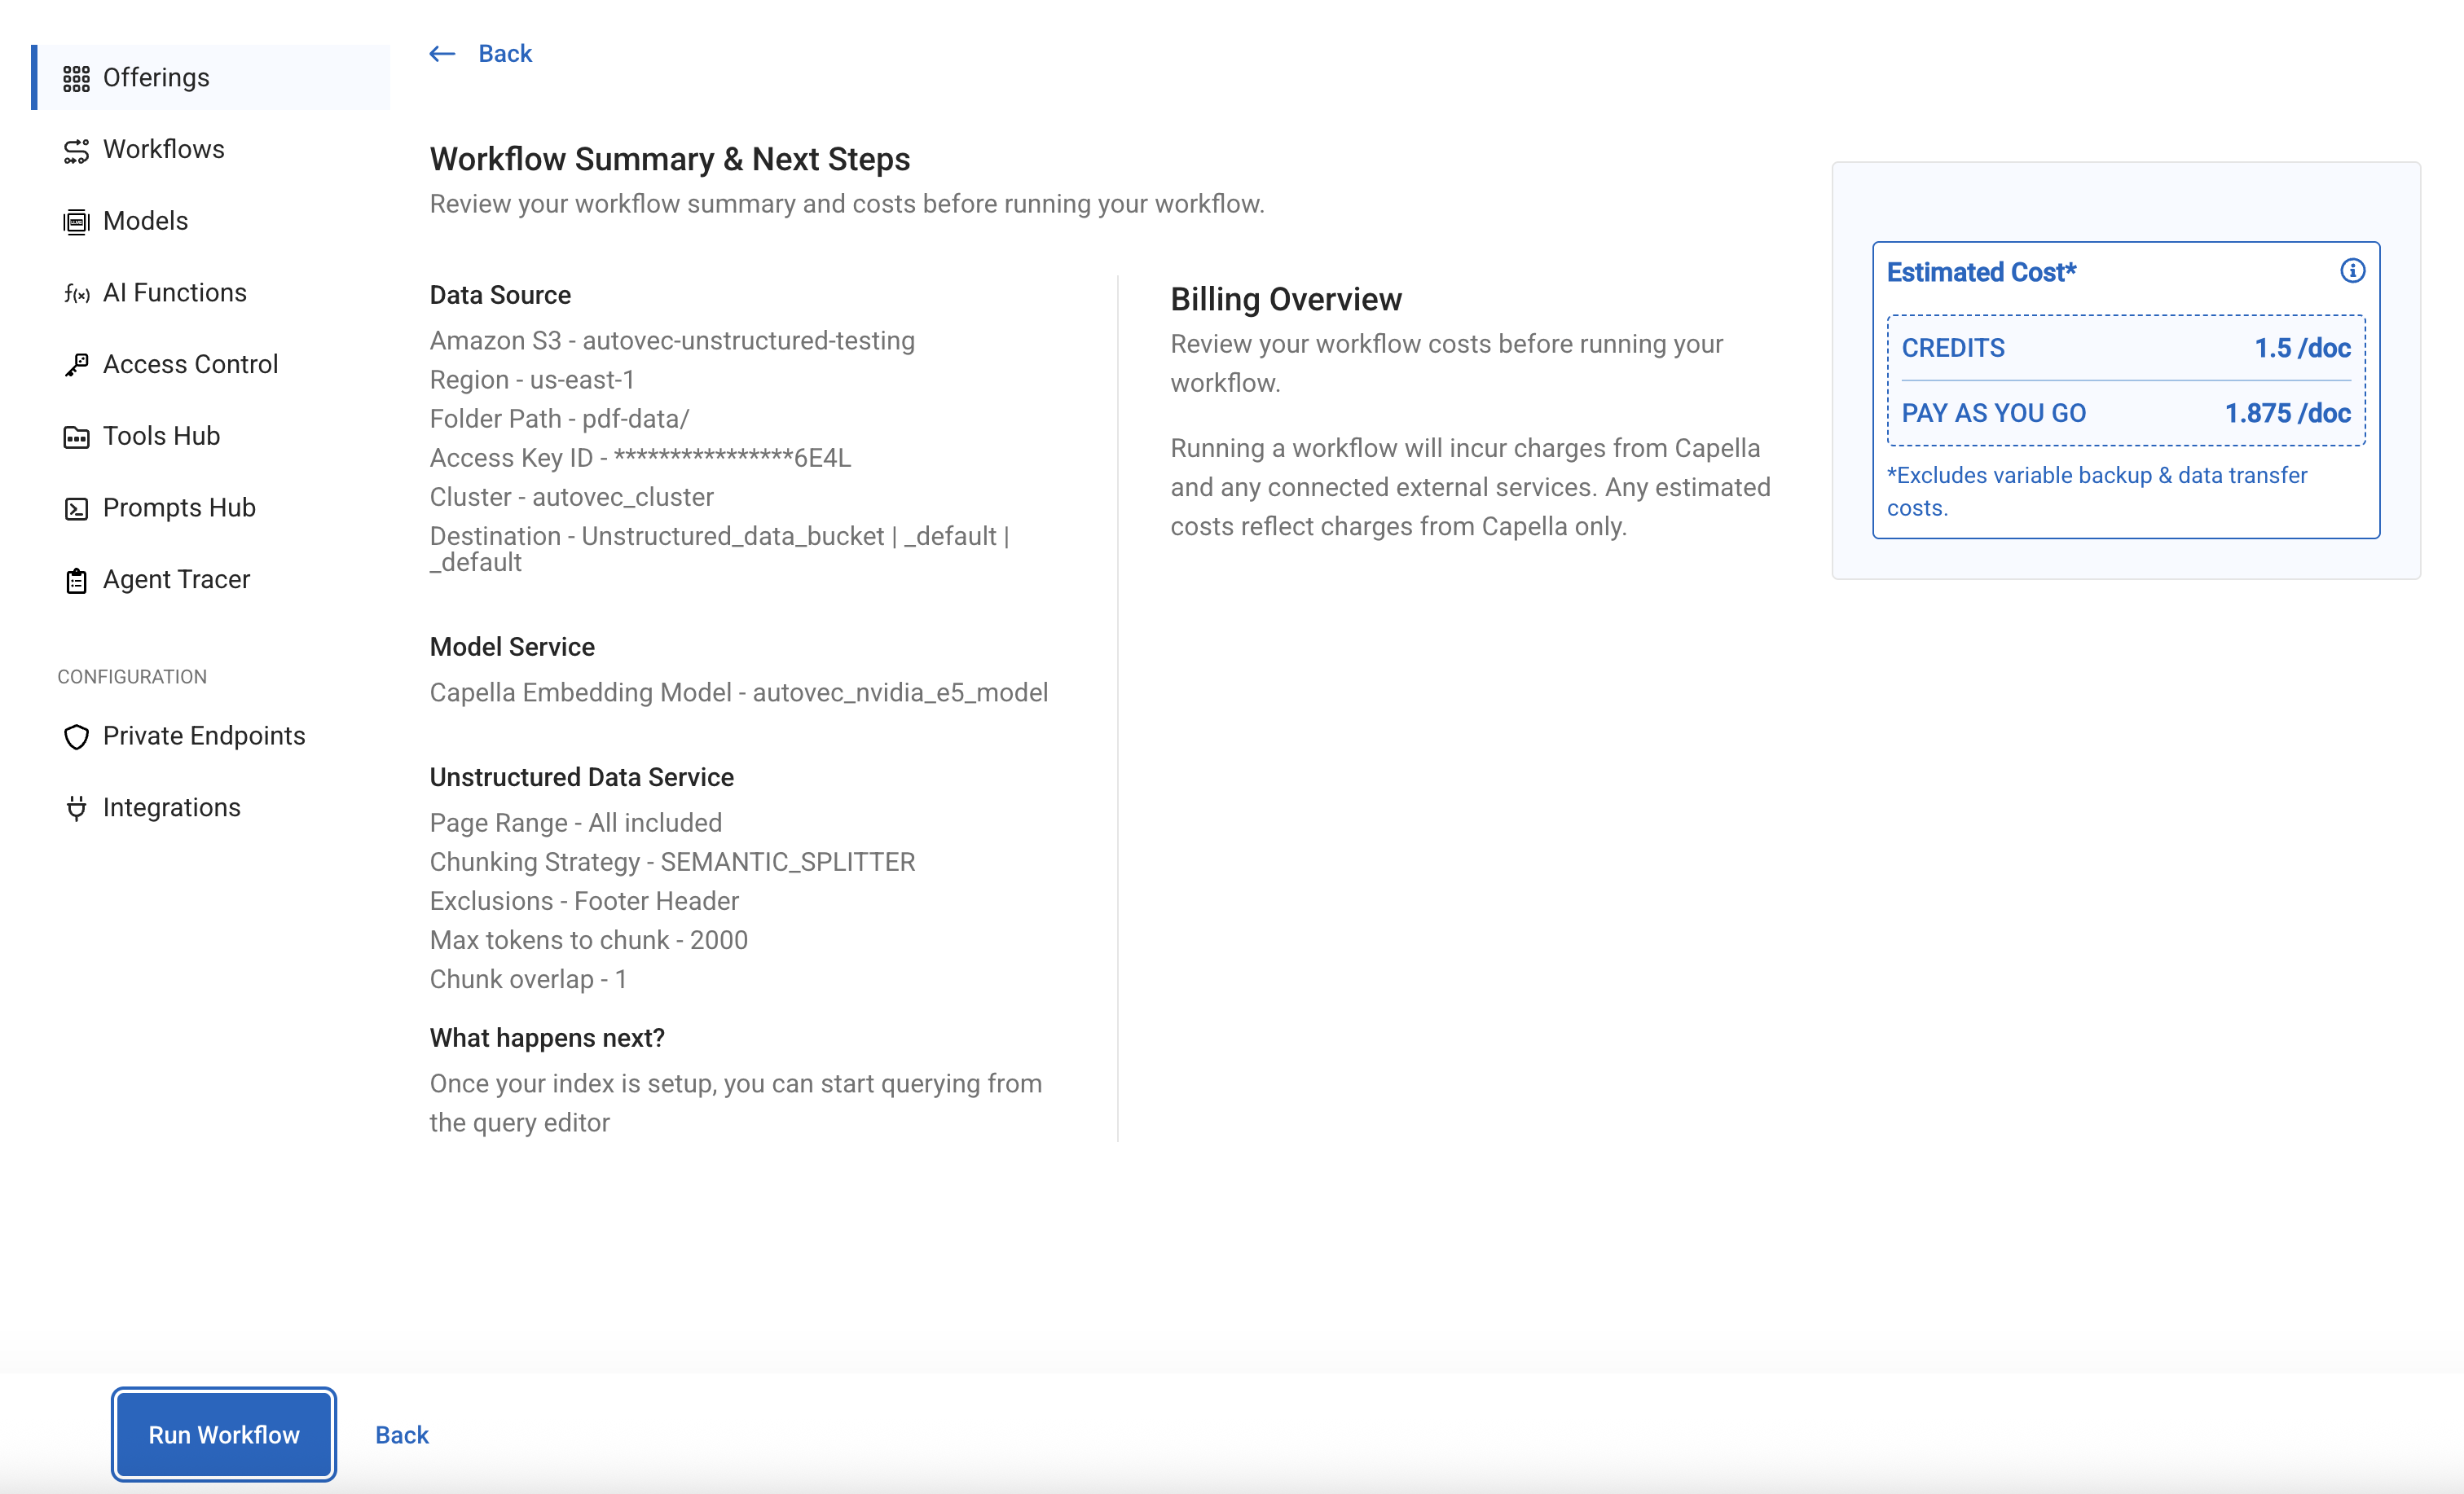 Offerings
Workflows
Models
AI Functions
Access Control
Tools Hub
Prompts Hub
Agent Tracer
CONFIGURATION
Private Endpoints
Integrations
Back
Workflow Summary & Next Steps
Review your workflow summary and costs before running your workflow.
Data Source
Amazon S3 - autovec-unstructured-testing
Region - us-east-1
Folder Path - pdf-data/
Access Key ID - ****************6E4L
Cluster - autovec_cluster
Destination - Unstructured_data_bucket | _default |
_default
Model Service
Capella Embedding Model - autovec_nvidia_e5_model
Unstructured Data Service
Page Range - All included
Chunking Strategy - SEMANTIC_SPLITTER
Exclusions - Footer Header
Max tokens to chunk - 2000
Chunk overlap - 1
What happens next?
Once your index is setup, you can start querying from
the query editor
Billing Overview
Review your workflow costs before running your
workflow.
Running a workflow will incur charges from Capella
and any connected external services. Any estimated
costs reflect charges from Capella only.
Estimated Cost*
CREDITS 1.5 /doc
PAY AS YOU GO 1.875 /doc
*Excludes variable backup & data transfer
costs.
Run Workflow
Back